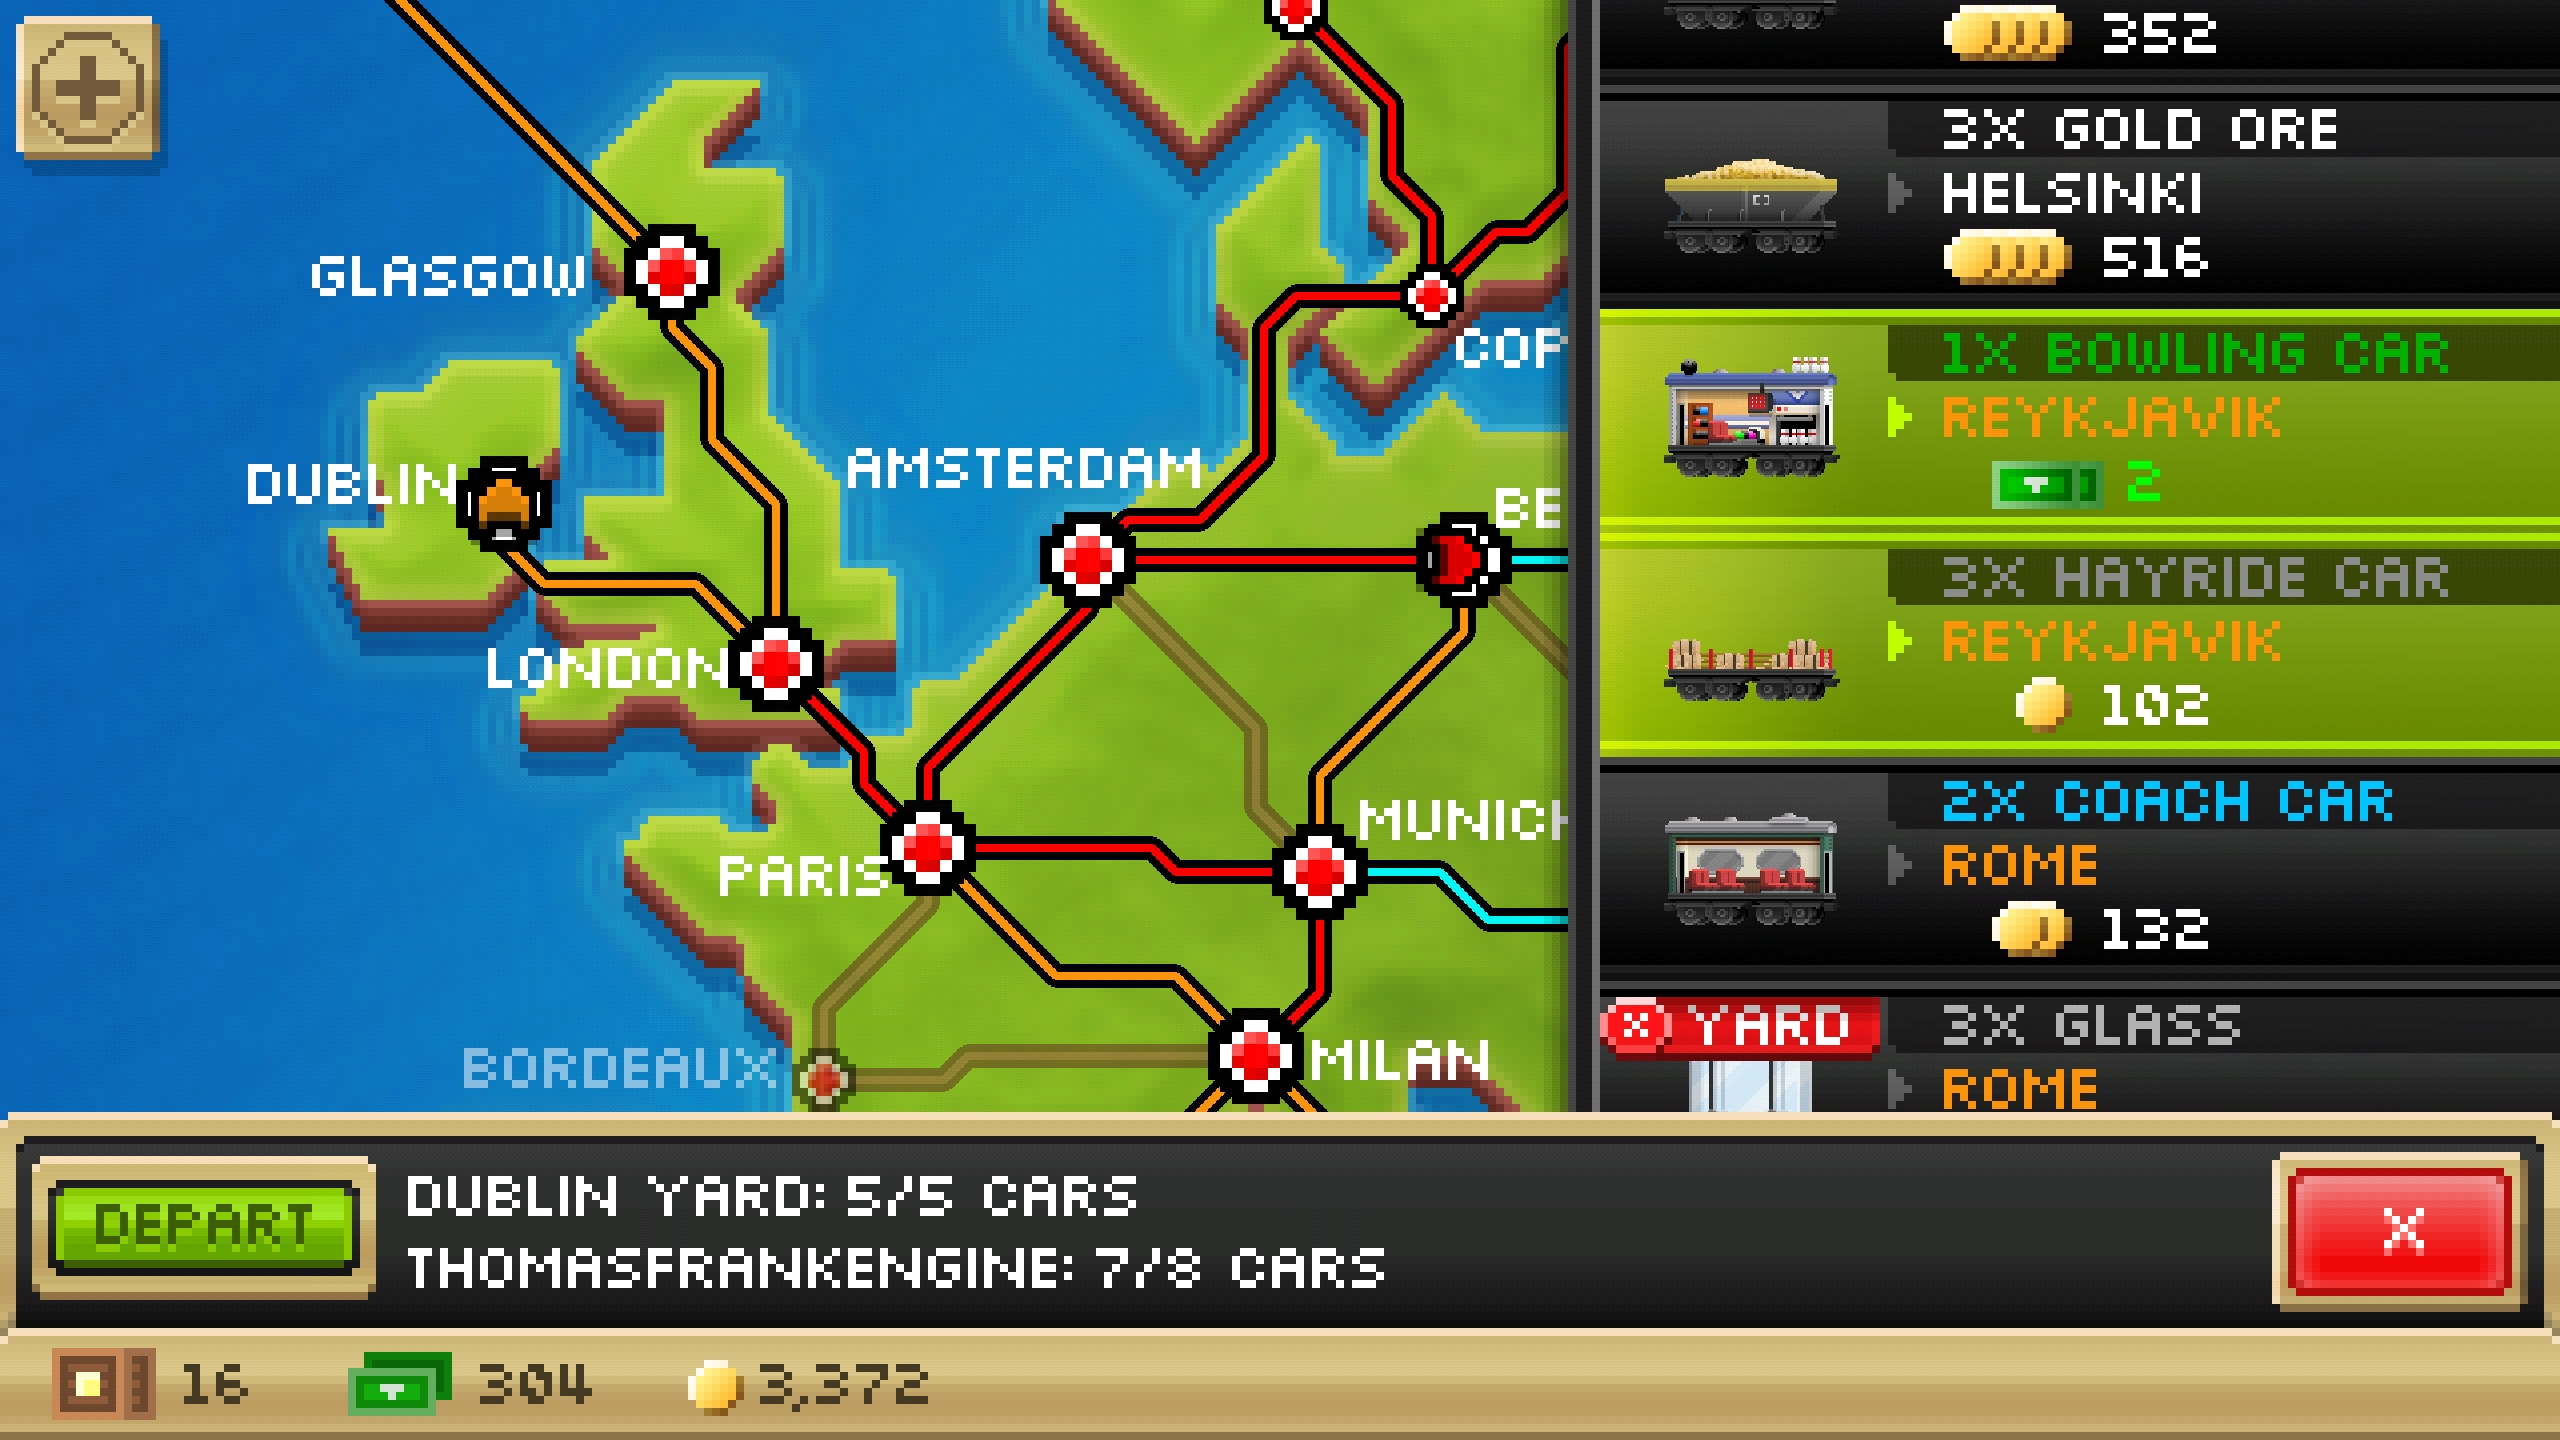 352
3X GOLD ORE
HELSINKI
516
GLASGOW
1X BOWLING CAR
REYKJAVIK
2
COP
AMSTERDAM
DUBLIN
BE
3X HAYRIDE CAR
REYKJAVIK
102
LONDON
2X COACH CAR
ROME
132
MUNICH
PARIS
YARD
3X GLASS
ROME
BORDEAUX
MILAN
DEPART
DUBLIN YARD: 5/5 CARS
THOMASFRANKENGINE: 7/8 CARS
X
16
304
3,372